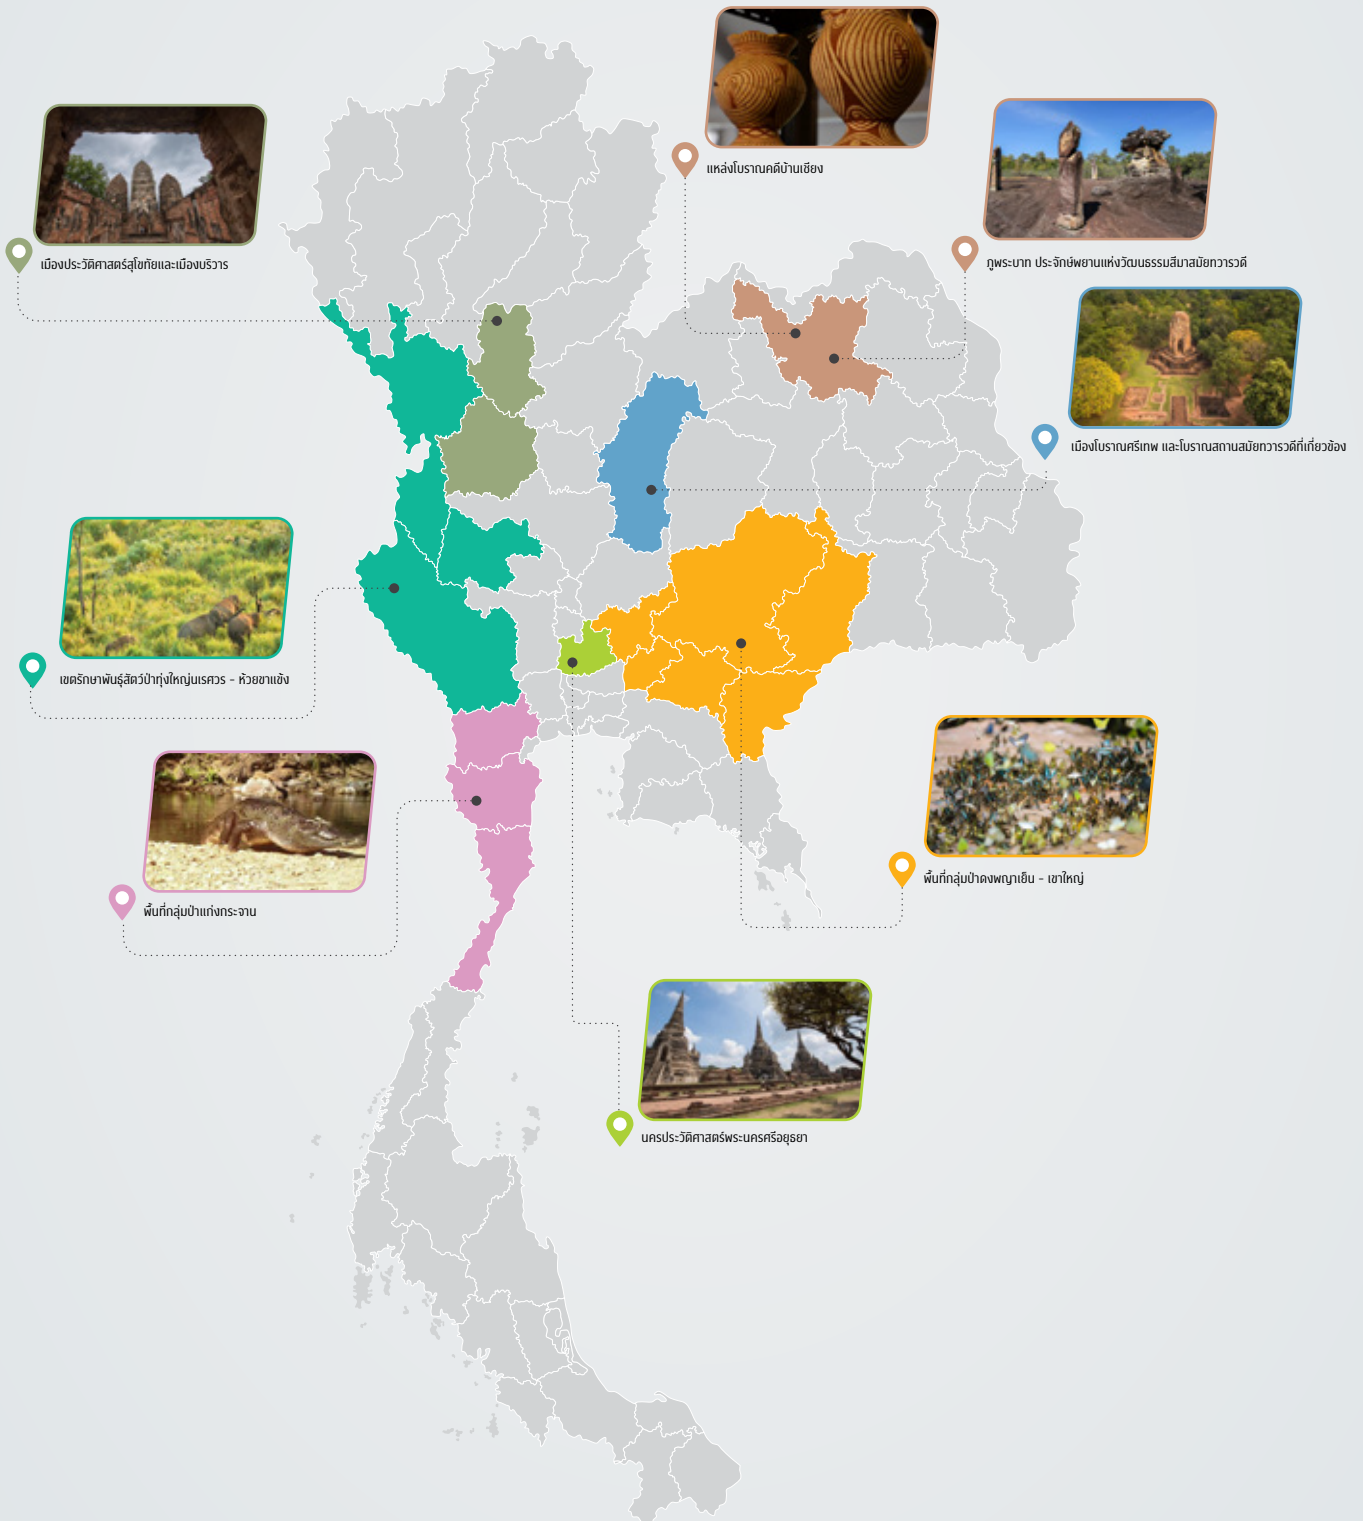 แหล่งโบราณคดีบ้านเชียง
ภูพระบาท ประจักษ์พยานแห่งวัฒนธรรมสีมาสมัยทวารวดี
เมืองประวัติศาสตร์สุโขทัยและเมืองบริวาร
เมืองโบราณศรีเทพ และโบราณสถานสมัยทวารวดีที่เกี่ยวข้อง
เขตรักษาพันธุ์สัตว์ป่าทุ่งใหญ่นเรศวร - ห้วยขาแข้ง
พื้นที่กลุ่มป่าดงพญาเย็น - เขาใหญ่
พื้นที่กลุ่มป่าแก่งกระจาน
นครประวัติศาสตร์พระนครศรีอยุธยา